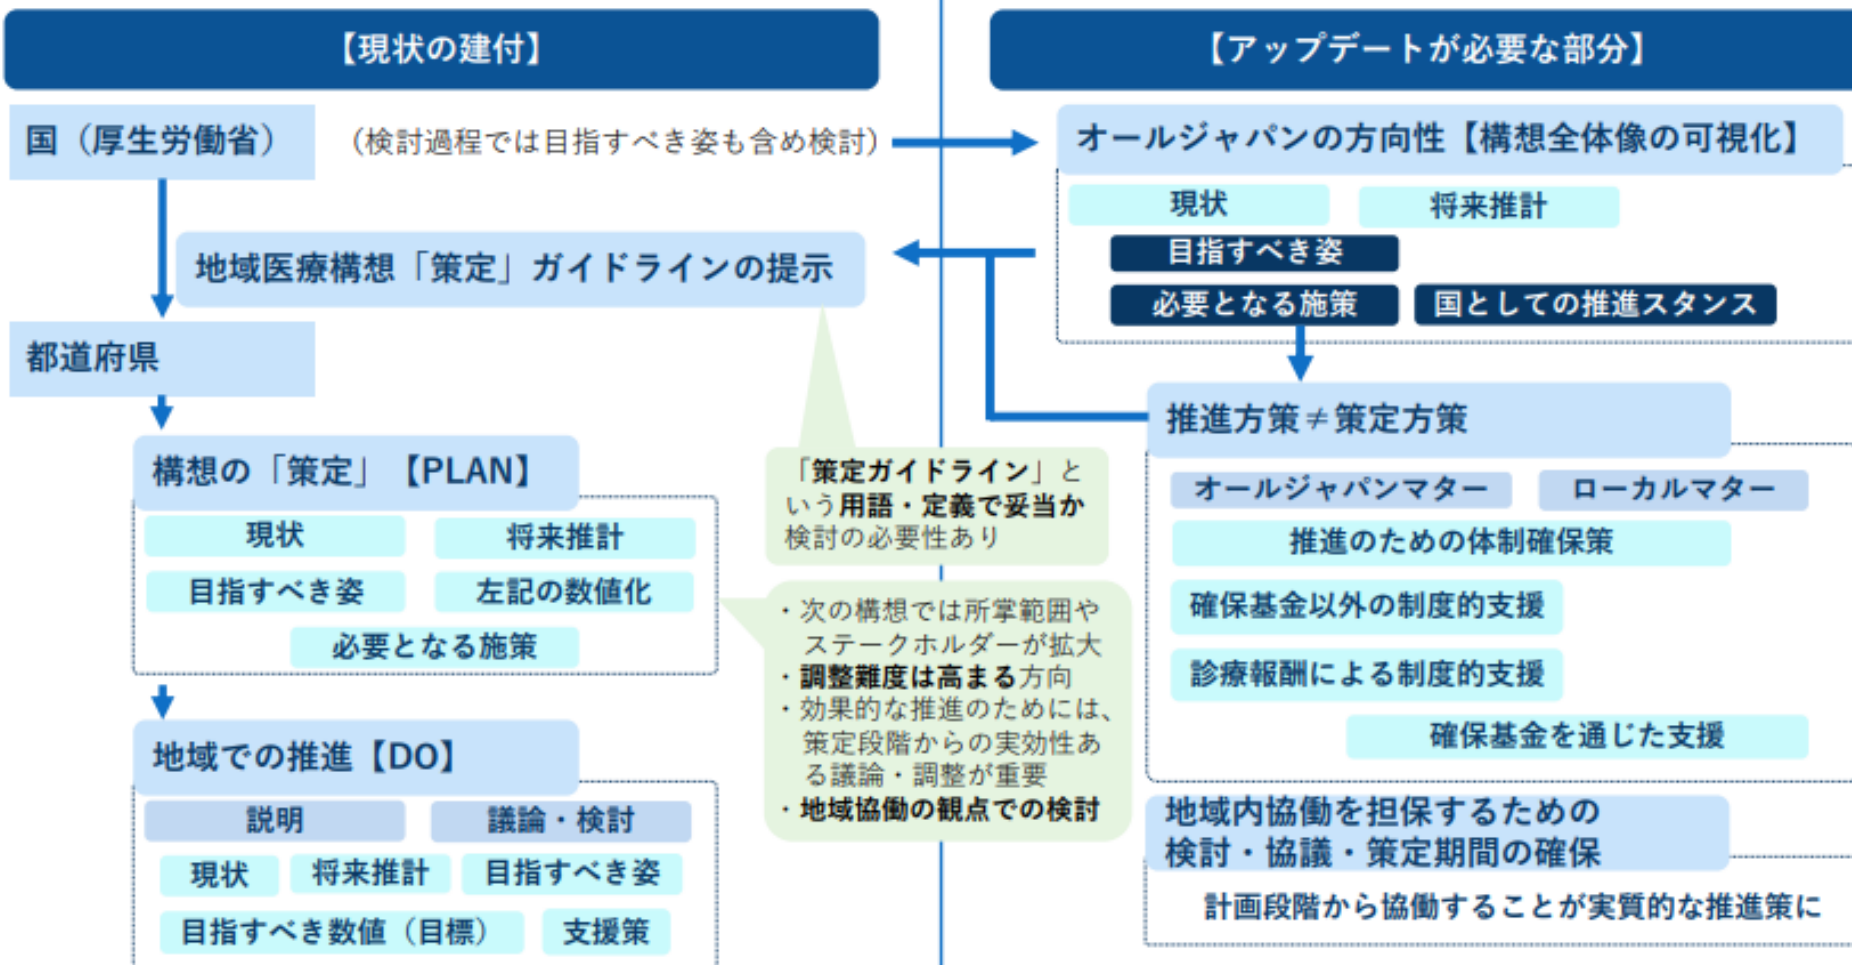 【現状の建付】
国（厚生労働省）
（検討過程では目指すべき姿も含め検討）
地域医療構想「策定」ガイドラインの提示
都道府県
構想の「策定」【PLAN】
現状
将来推計
目指すべき姿
左記の数値化
必要となる施策
地域での推進【DO】
説明
議論・検討
現状
将来推計
目指すべき姿
目指すべき数値（目標）
支援策
「策定ガイドライン」と
いう用語・定義で妥当か
検討の必要性あり
・次の構想では所掌範囲や
ステークホルダーが拡大
・調整難度は高まる方向
・効果的な推進のためには、
策定段階からの実効性あ
る議論・調整が重要
・地域協働の観点での検討
【アップデートが必要な部分】
オールジャパンの方向性【構想全体像の可視化】
現状
将来推計
目指すべき姿
必要となる施策
国としての推進スタンス
推進方策≠策定方策
オールジャパンマター
ローカルマター
推進のための体制確保策
確保基金以外の制度的支援
診療報酬による制度的支援
確保基金を通じた支援
地域内協働を担保するための
検討・協議・策定期間の確保
計画段階から協働することが実質的な推進策に